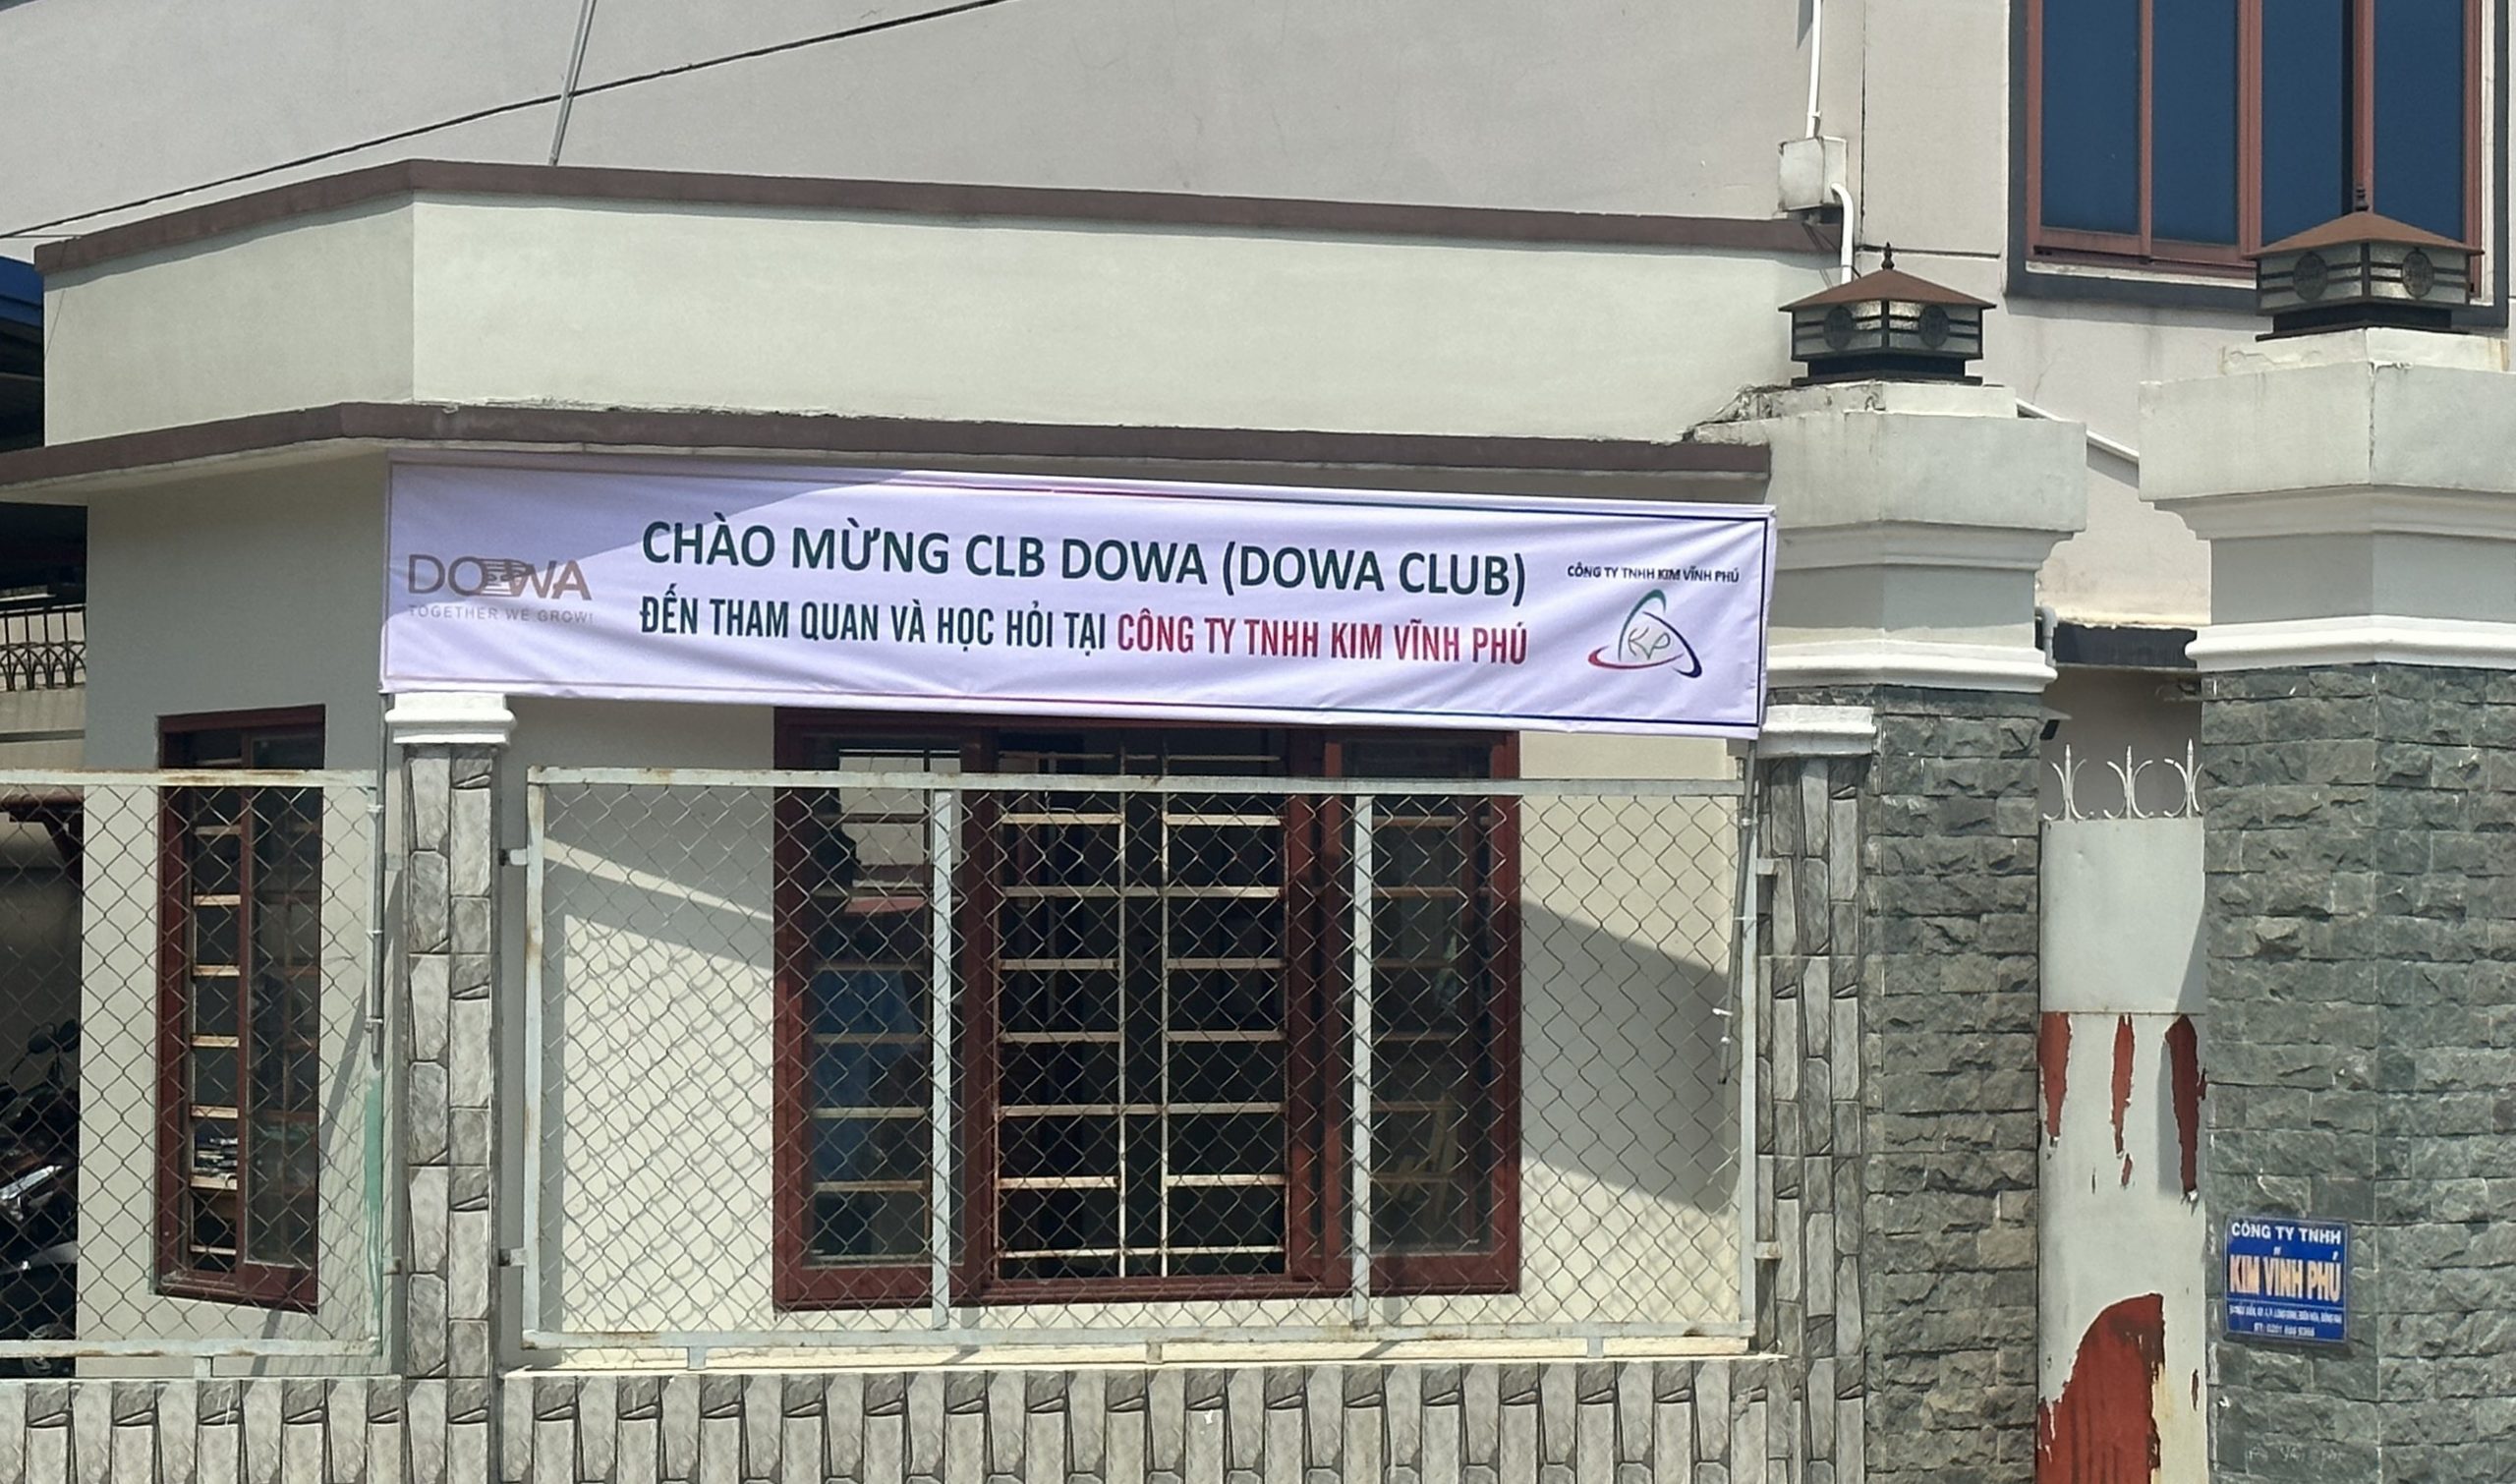 DOWA
TOGETHER WE GROW!
CHÀO MỪNG CLB DOWA (DOWA CLUB)
ĐẾN THAM QUAN VÀ HỌC HỎI TẠI CÔNG TY TNHH KIM VĨNH PHÚ
CÔNG TY TNHH KIM VĨNH PHÚ
KP
CÔNG TY TNHH
KIM VĨNH PHÚ